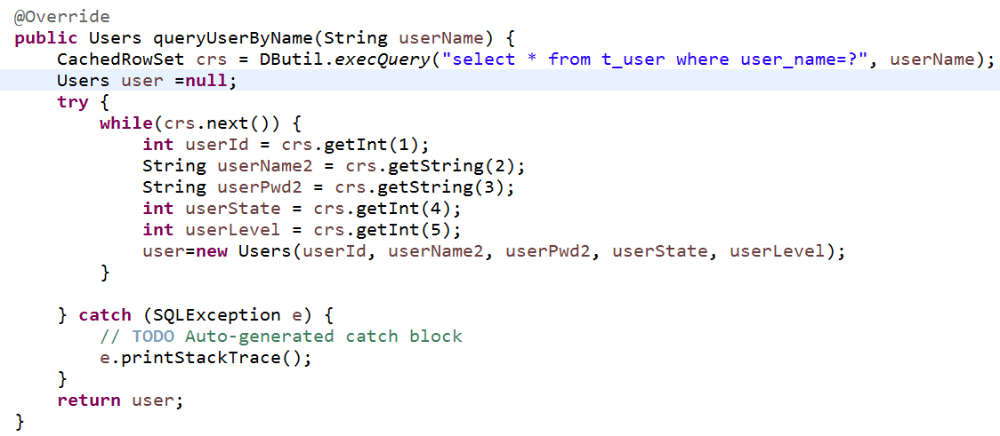 @Override
public Users queryUserByName(String userName) {
    CachedRowSet crs = DButil.execQuery("select * from t_user where user_name=?", userName);
    Users user =null;
    try {
        while(crs.next()) {
            int userId = crs.getInt(1);
            String userName2 = crs.getString(2);
            String userPwd2 = crs.getString(3);
            int userState = crs.getInt(4);
            int userLevel = crs.getInt(5);
            user=new Users(userId, userName2, userPwd2, userState, userLevel);
        }

    } catch (SQLException e) {
        // TODO Auto-generated catch block
        e.printStackTrace();
    }
    return user;
}